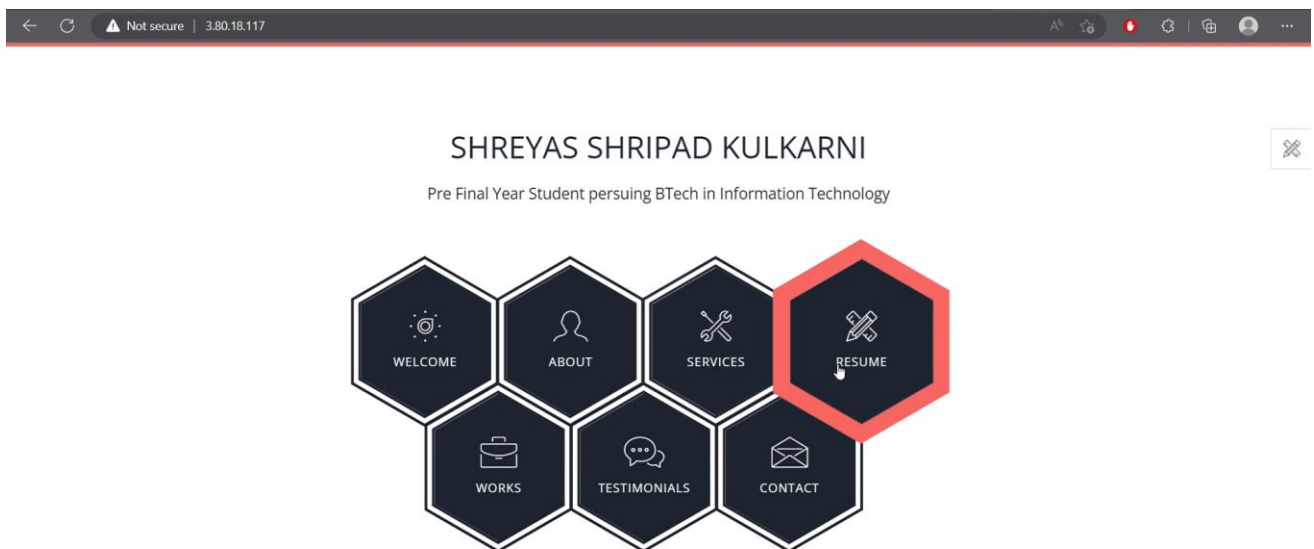 Not secure | 3.80.18.117
SHREYAS SHRIPAD KULKARNI
Pre Final Year Student persuing BTech in Information Technology
WELCOME
ABOUT
SERVICES
RESUME
WORKS
TESTIMONIALS
CONTACT